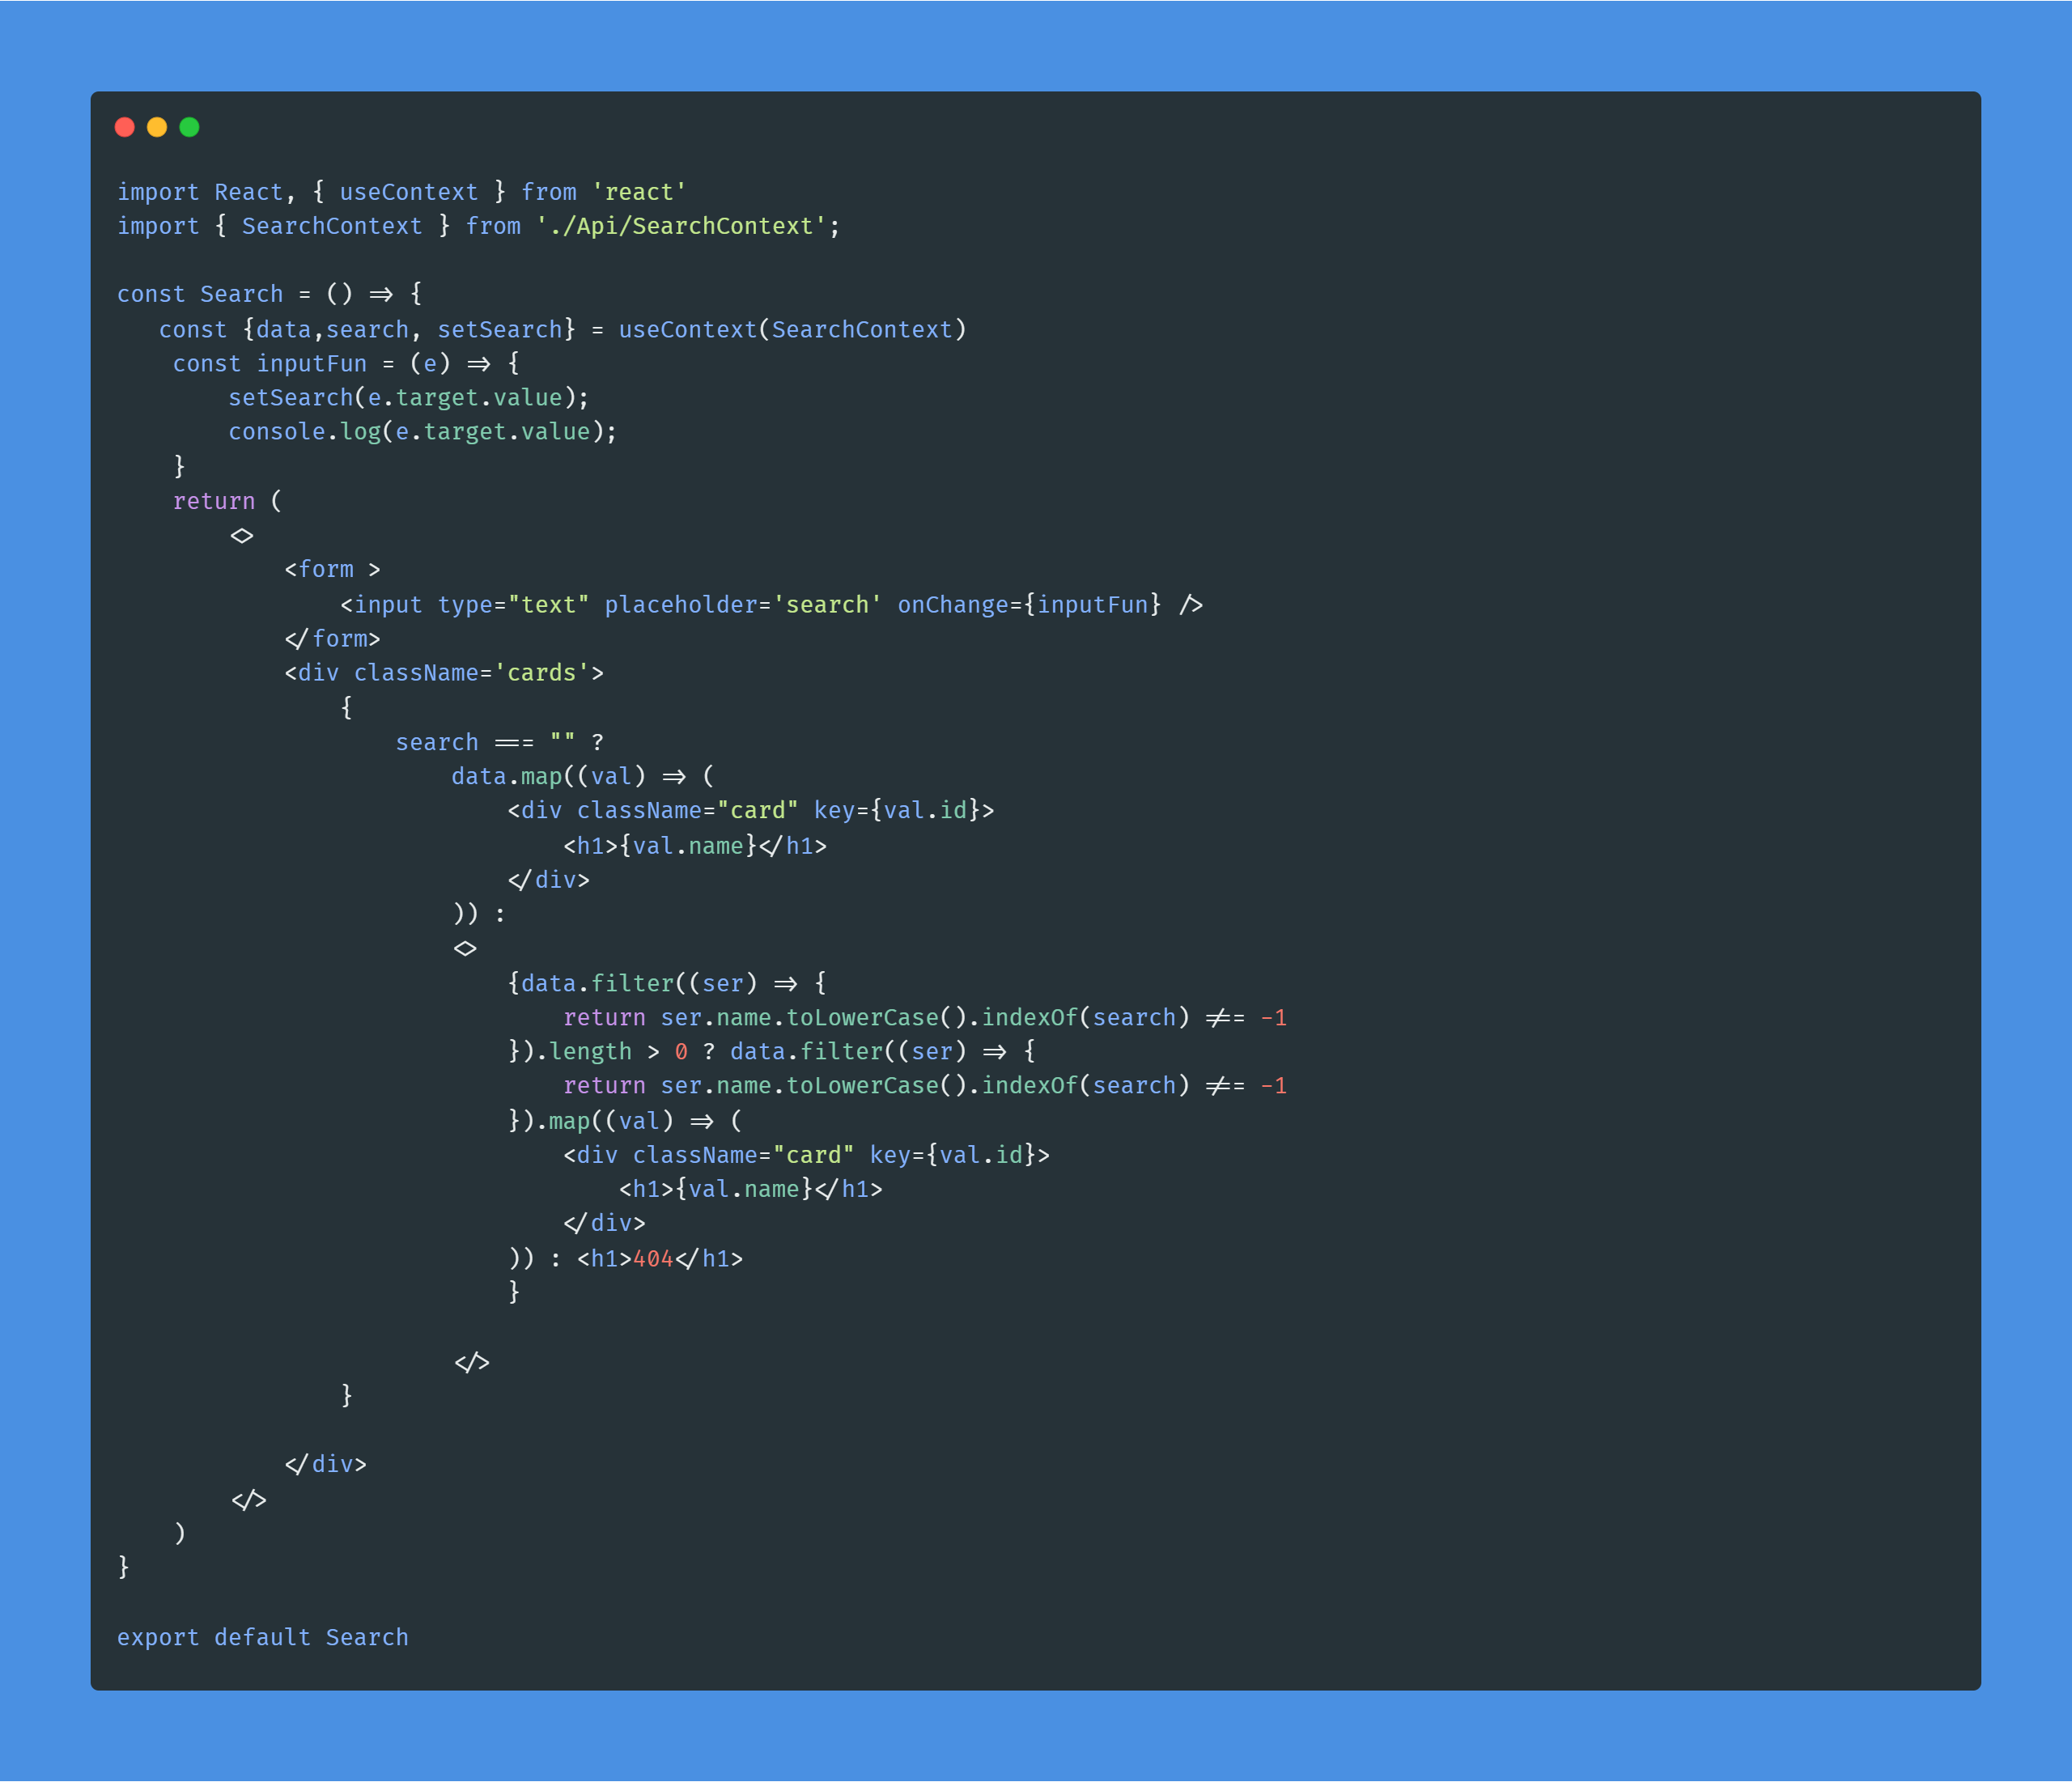 import React, { useContext } from 'react'
import { SearchContext } from './Api/SearchContext';

const Search = () => {
   const {data,search, setSearch} = useContext(SearchContext)
    const inputFun = (e) => {
        setSearch(e.target.value);
        console.log(e.target.value);
    }
    return (
        <>
            <form >
                <input type="text" placeholder='search' onChange={inputFun} />
            </form>
            <div className='cards'>
                {
                    search === "" ?
                        data.map((val) => (
                            <div className="card" key={val.id}>
                                <h1>{val.name}</h1>
                            </div>
                        )) :
                        <>
                            {data.filter((ser) => {
                                return ser.name.toLowerCase().indexOf(search) !== -1
                            }).length > 0 ? data.filter((ser) => {
                                return ser.name.toLowerCase().indexOf(search) !== -1
                            }).map((val) => (
                                <div className="card" key={val.id}>
                                    <h1>{val.name}</h1>
                                </div>
                            )) : <h1>404</h1>
                            }

                        </>
                }

            </div>
        </>
    )
}

export default Search